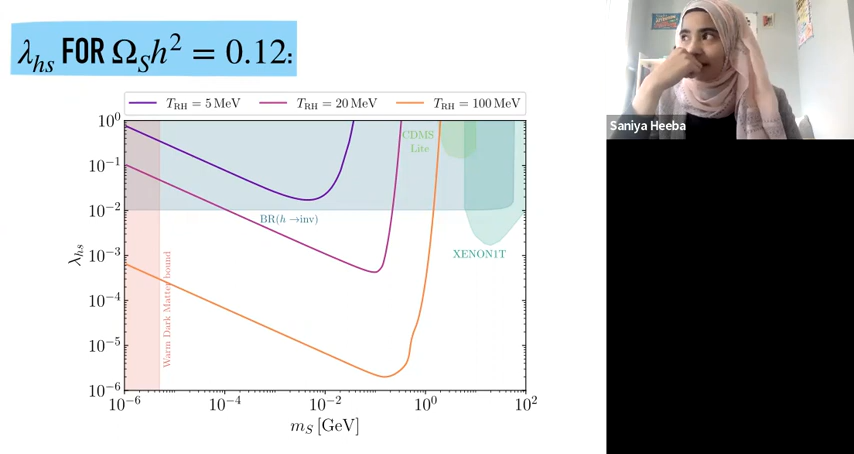 λhs FOR ΩSh² = 0.12:
TRH = 5 MeV TRH = 20 MeV TRH = 100 MeV
10⁰
10⁻¹
10⁻²
10⁻³
10⁻⁴
10⁻⁵
10⁻⁶
λhs
CDMS
Lite
BR(h →inv)
XENON1T
Warm Dark Matter bound
10⁻⁶ 10⁻⁴ 10⁻² 10⁰ 10²
mS [GeV]
Saniya Heeba